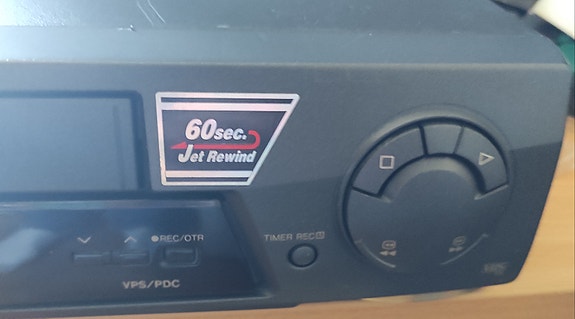 60sec.
Jet Rewind
●REC/OTR
TIMER REC
VPS/PDC